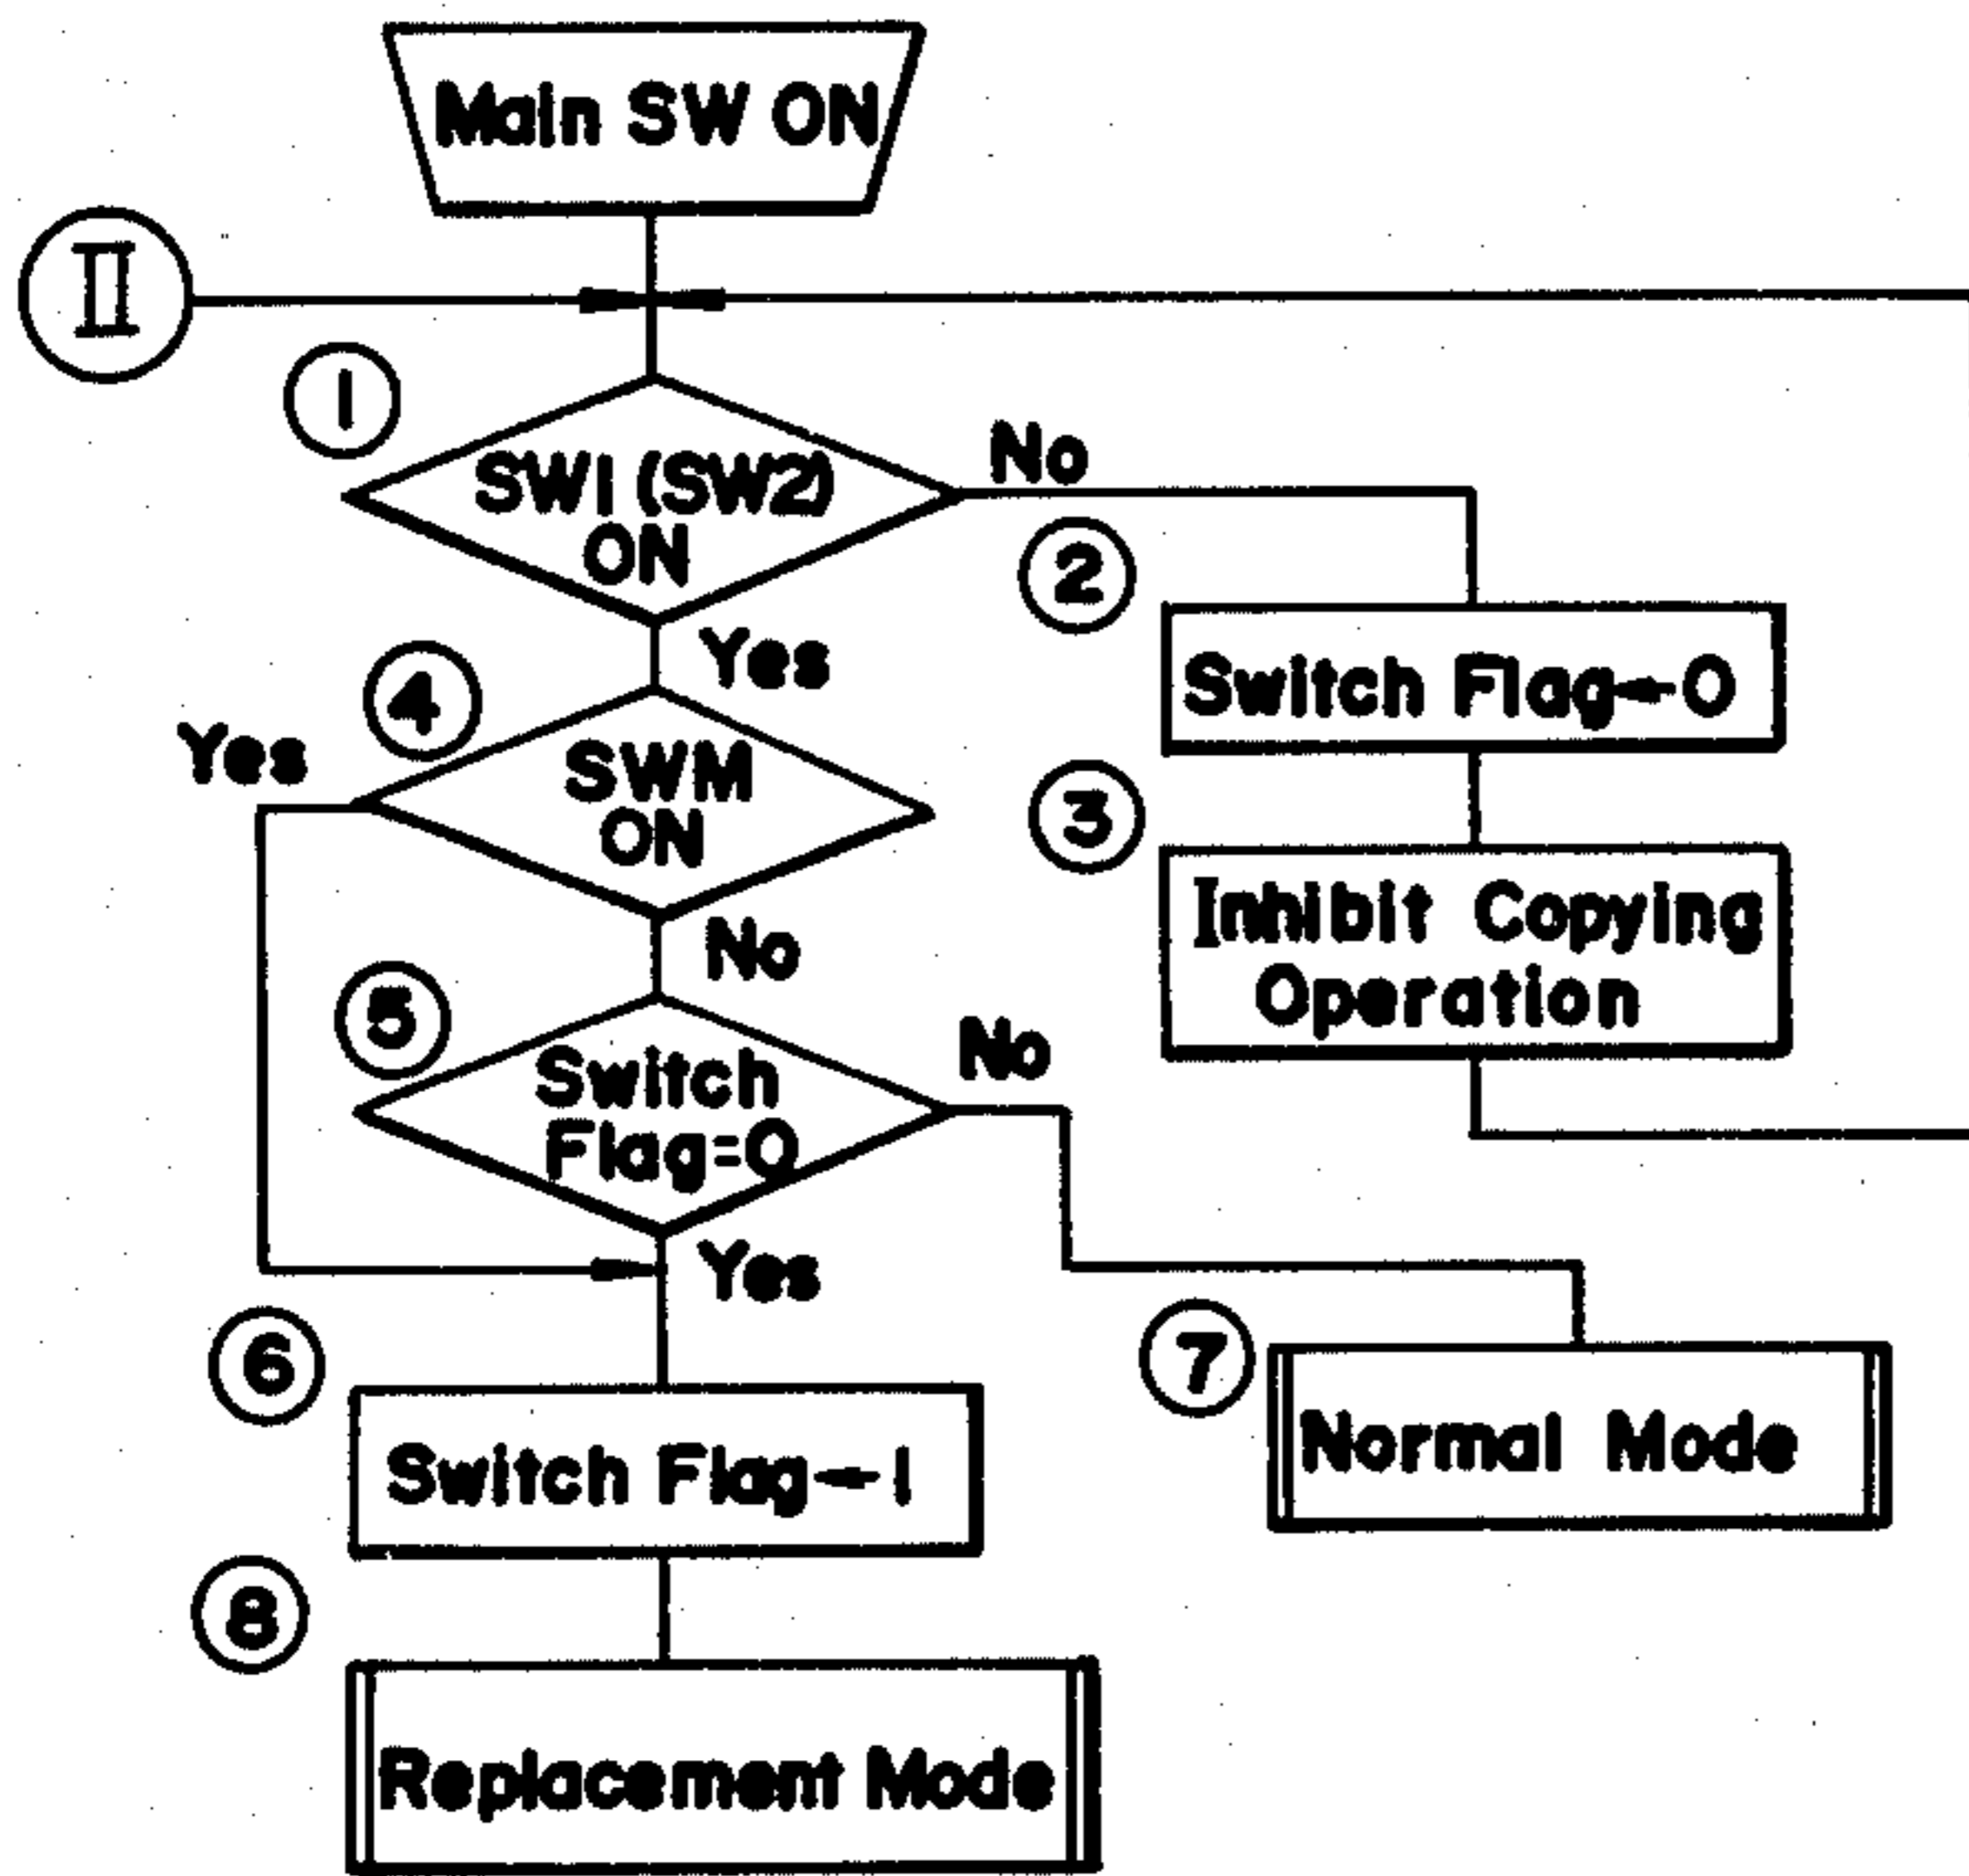 Main SW ON
II
1
SW1 (SW2)
ON
No
2
Switch Flag←0
Yes
4
Yes
SWM
ON
3
Inhibit Copying
Operation
No
5
Switch
Flag=0
No
Yes
6
Switch Flag←1
7
Normal Mode
8
Replacement Mode